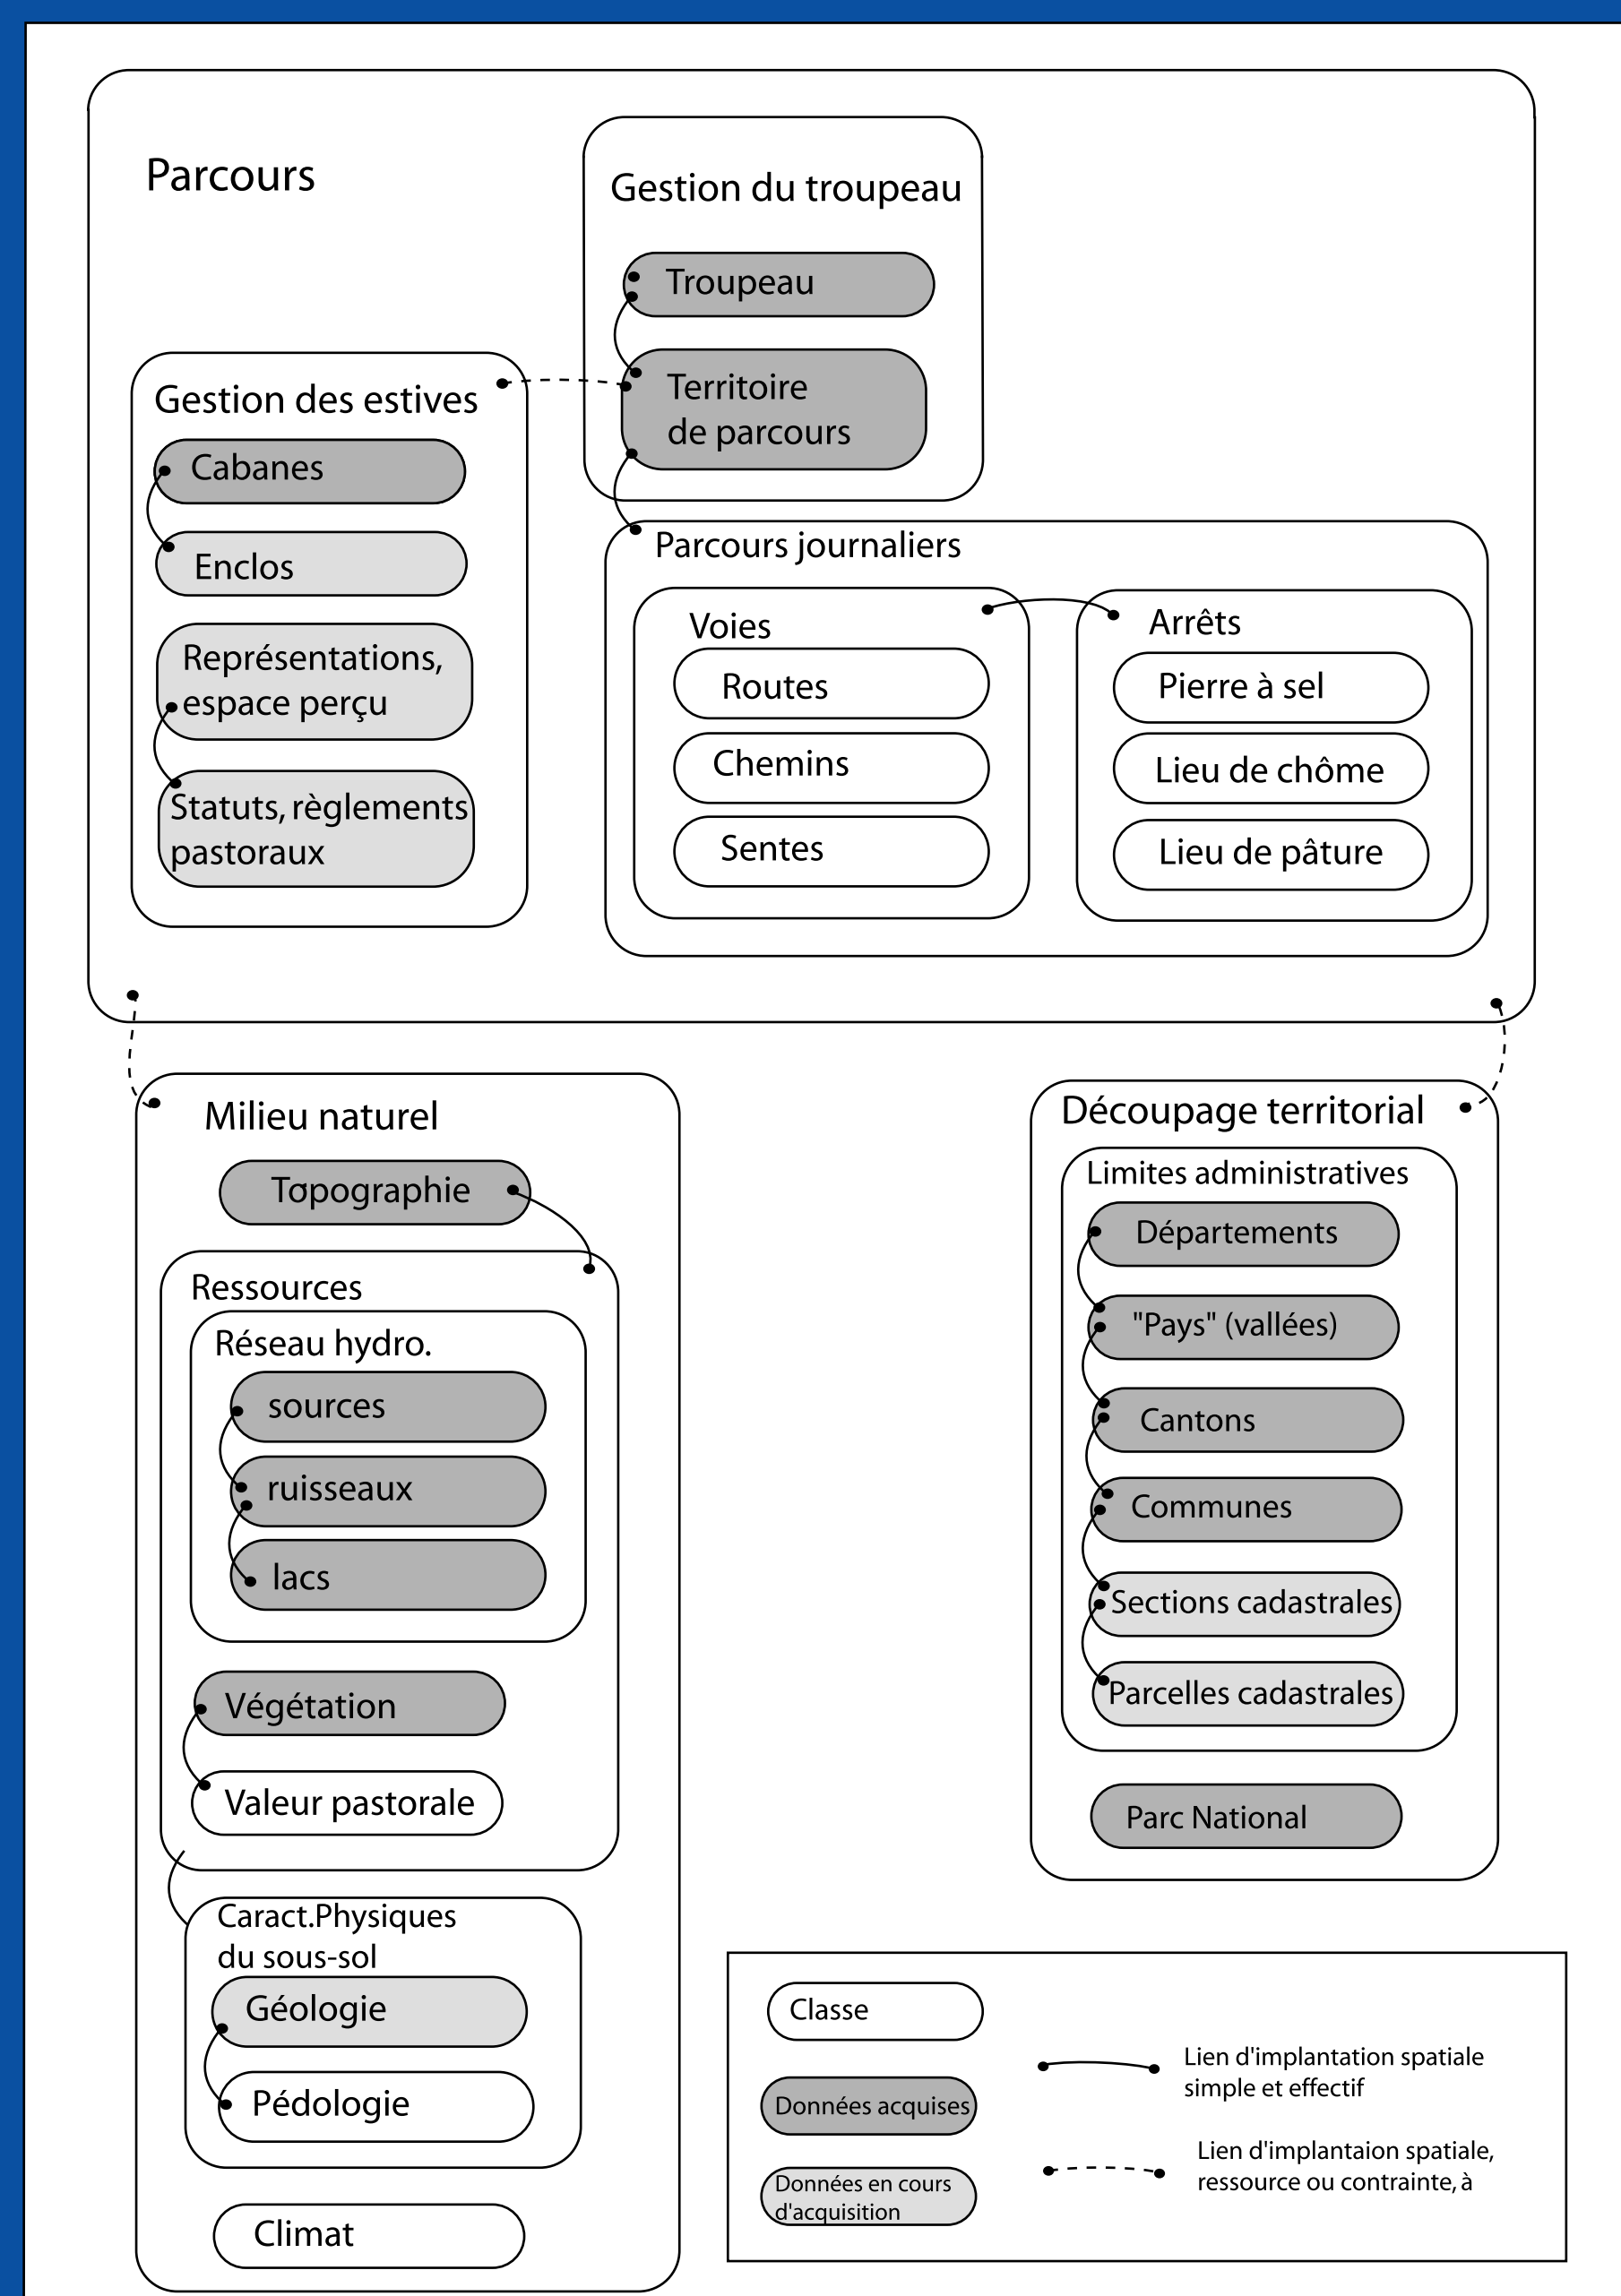 Parcours
Gestion du troupeau
Troupeau
Territoire
de parcours
Gestion des estives
Cabanes
Enclos
Représentations,
espace perçu
Statuts, règlements
pastoraux
Parcours journaliers
Voies
Routes
Chemins
Sentes
Arrêts
Pierre à sel
Lieu de chôme
Lieu de pâture
Milieu naturel
Topographie
Ressources
Réseau hydro.
sources
ruisseaux
lacs
Végétation
Valeur pastorale
Caract.Physiques
du sous-sol
Géologie
Pédologie
Climat
Découpage territorial
Limites administratives
Départements
"Pays" (vallées)
Cantons
Communes
Sections cadastrales
Parcelles cadastrales
Parc National
Classe
Données acquises
Données en cours
d'acquisition
Lien d'implantation spatiale
simple et effectif
Lien d'implantaion spatiale,
ressource ou contrainte, à